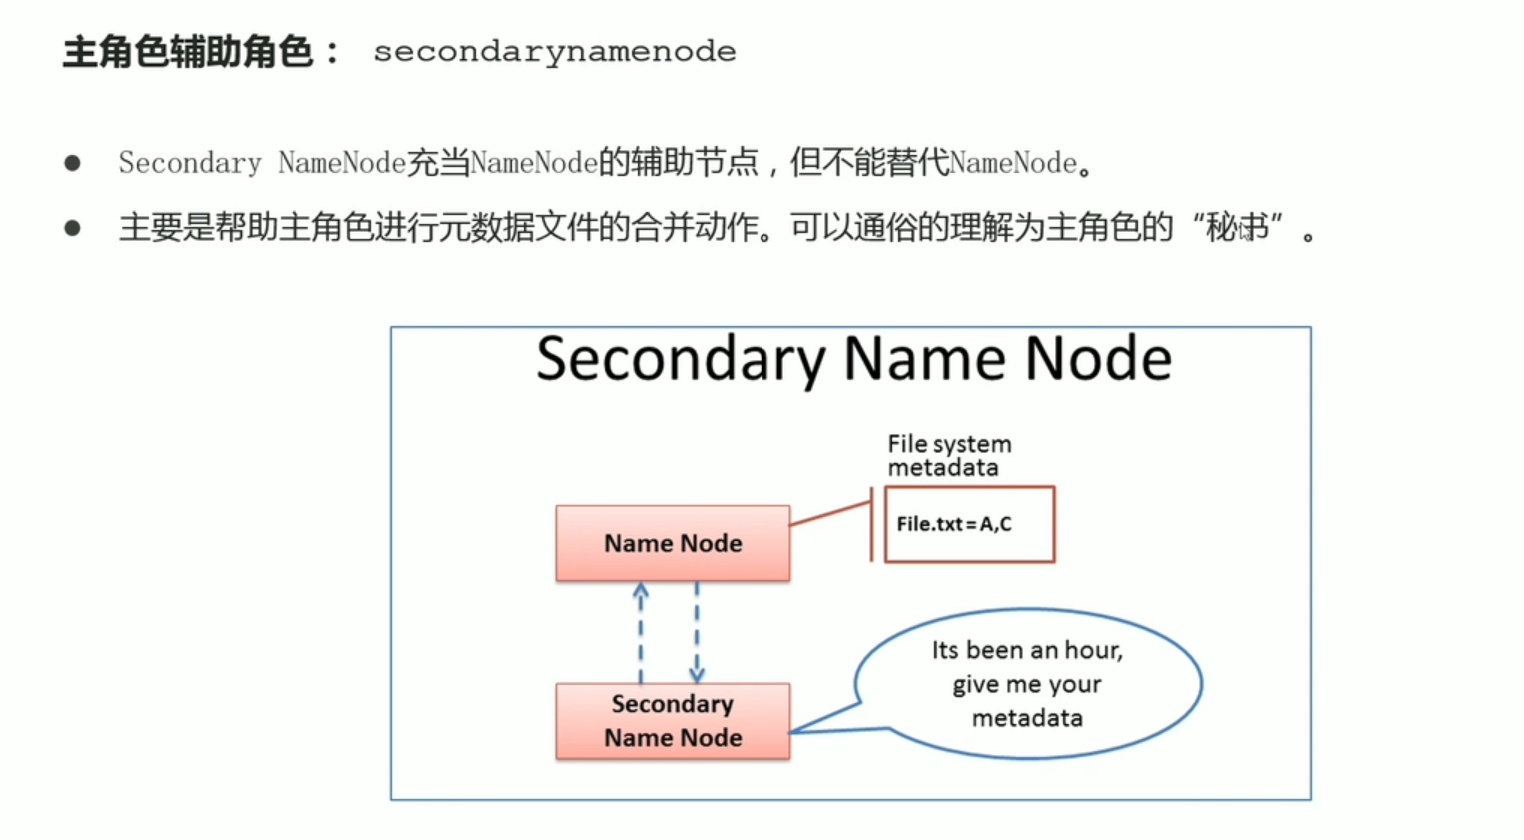 主角色辅助角色： secondarynamenode
● Secondary NameNode充当NameNode的辅助节点，但不能替代NameNode。
● 主要是帮助主角色进行元数据文件的合并动作。可以通俗的理解为主角色的“秘书”。
Secondary Name Node
File system
metadata
File.txt=A,C
Name Node
Secondary
Name Node
Its been an hour,
give me your
metadata